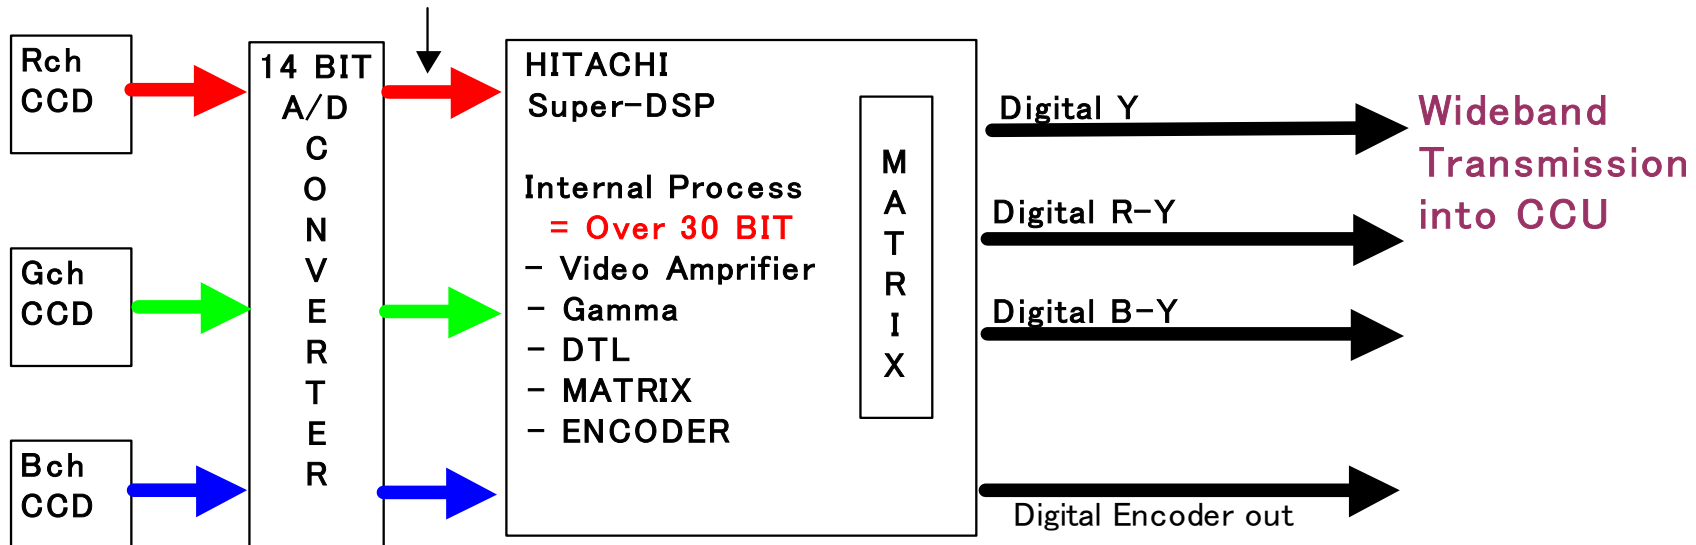 Rch
CCD
Gch
CCD
Bch
CCD
14 BIT
A/D
C
O
N
V
E
R
T
E
R
HITACHI
Super-DSP
Internal Process
= Over 30 BIT
- Video Amprifier
- Gamma
- DTL
- MATRIX
- ENCODER
M
A
T
R
I
X
Digital Y
Digital R-Y
Digital B-Y
Digital Encoder out
Wideband
Transmission
into CCU